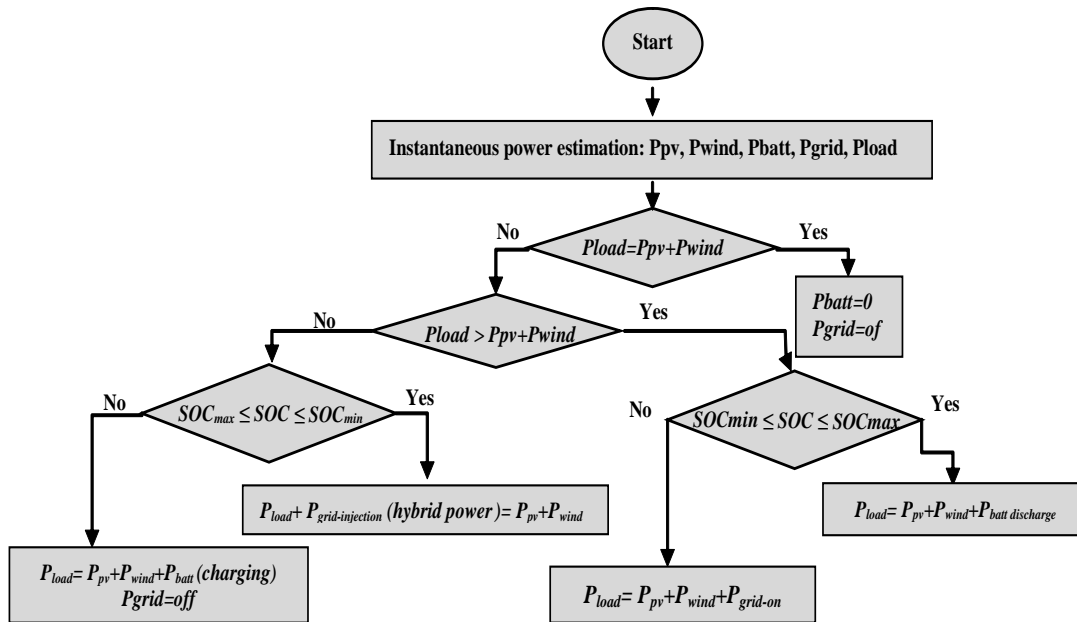 Start
Instantaneous power estimation: Ppv, Pwind, Pbatt, Pgrid, Pload
No
Yes
Pload=Ppv+Pwind
Pbatt=0
Pgrid=of
No
Yes
Pload > Ppv+Pwind
No
Yes
SOCmax ≤ SOC ≤ SOCmin
No
Yes
SOCmin ≤ SOC ≤ SOCmax
Pload+ Pgrid-injection (hybrid power)= Ppv+Pwind
Pload= Ppv+Pwind+Pbatt discharge
Pload= Ppv+Pwind+Pbatt (charging)
Pgrid=off
Pload= Ppv+Pwind+Pgrid-on